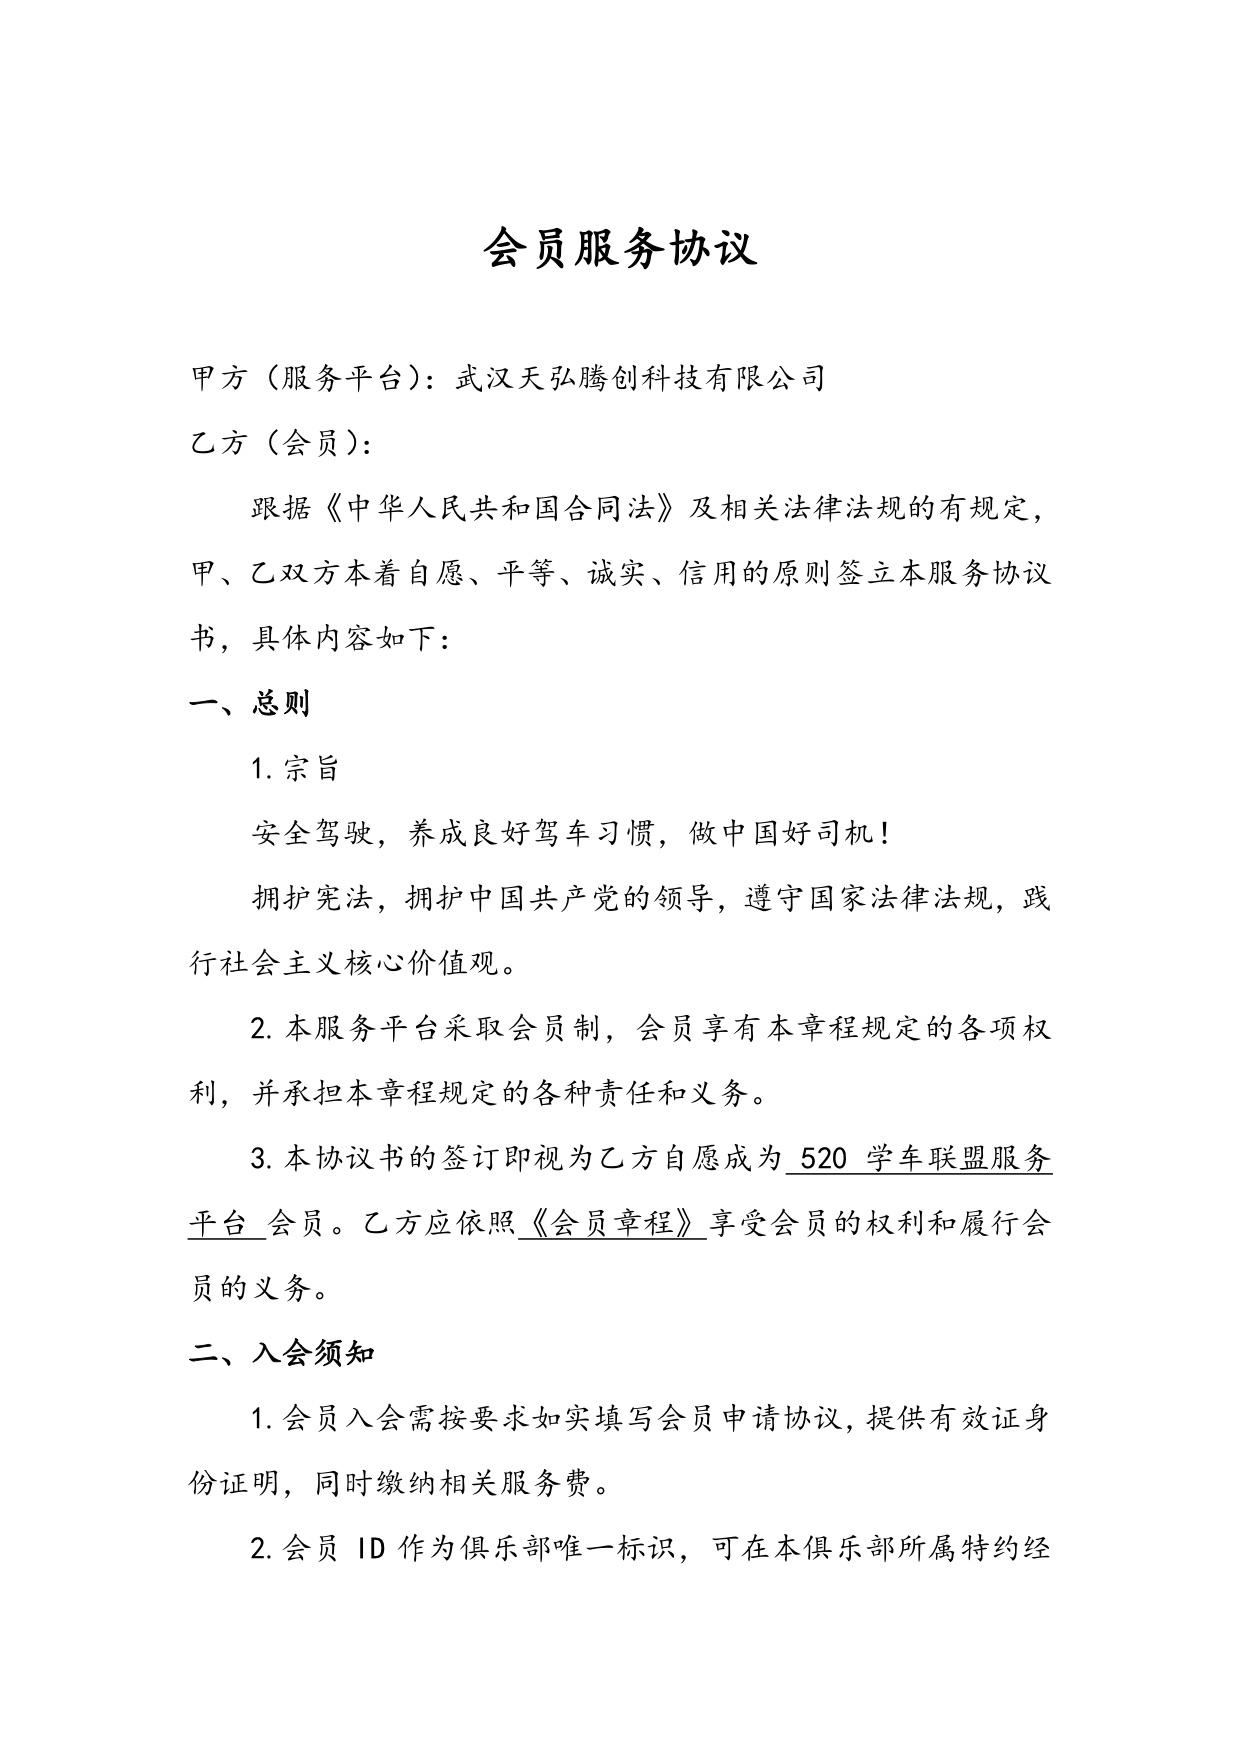 会员服务协议
甲方（服务平台）：武汉天弘腾创科技有限公司
乙方（会员）：
跟据《中华人民共和国合同法》及相关法律法规的有规定，
甲、乙双方本着自愿、平等、诚实、信用的原则签立本服务协议
书，具体内容如下：
一、总则
1.宗旨
安全驾驶，养成良好驾车习惯，做中国好司机！
拥护宪法，拥护中国共产党的领导，遵守国家法律法规，践
行社会主义核心价值观。
2.本服务平台采取会员制，会员享有本章程规定的各项权
利，并承担本章程规定的各种责任和义务。
3.本协议书的签订即视为乙方自愿成为 520 学车联盟服务
平台 会员。乙方应依照《会员章程》享受会员的权利和履行会
员的义务。
二、入会须知
1.会员入会需按要求如实填写会员申请协议，提供有效证身
份证明，同时缴纳相关服务费。
2.会员 ID 作为俱乐部唯一标识，可在本俱乐部所属特约经